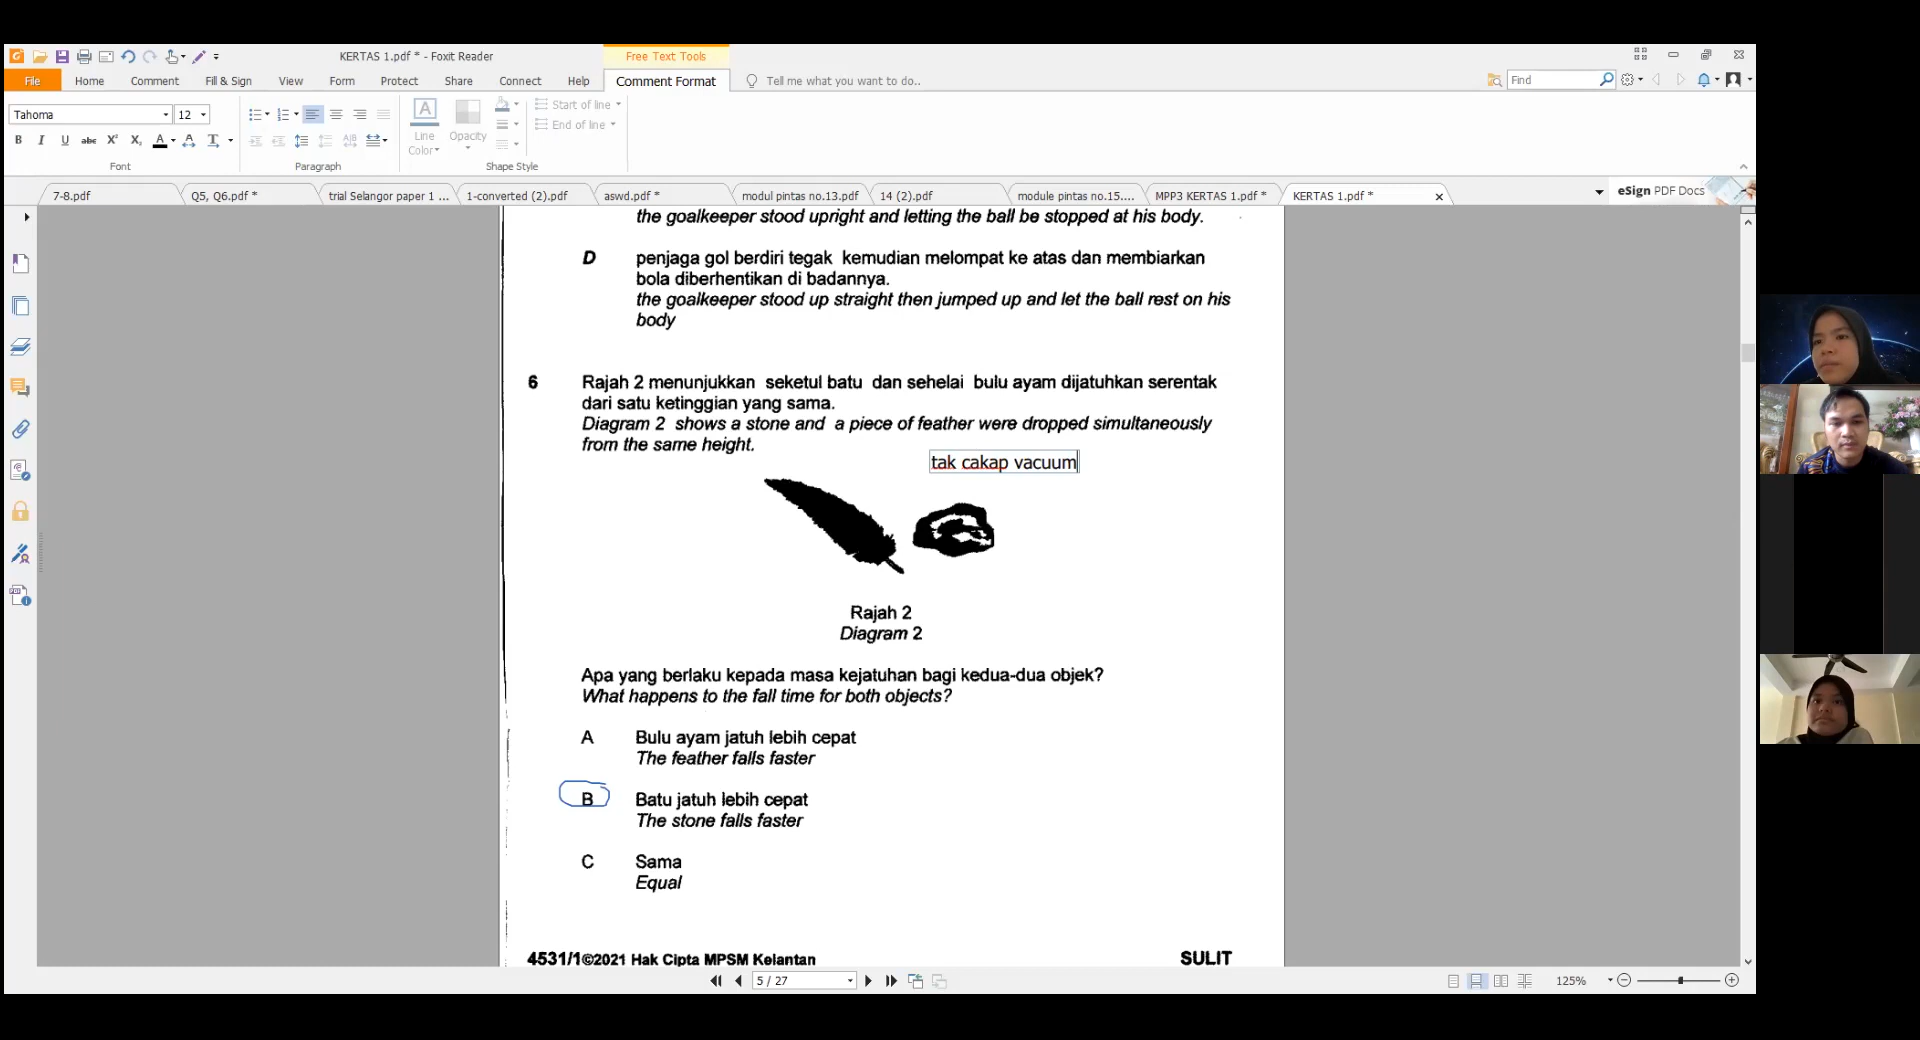 KERTAS 1.pdf * - Foxit Reader
Free Text Tools
File
Home
Comment
Fill & Sign
View
Form
Protect
Share
Connect
Help
Comment Format
Tell me what you want to do..
Find
Tahoma
12
Start of line
End of line
Line
Color
Opacity
Font
Paragraph
Shape Style
7-8.pdf
Q5, Q6.pdf *
trial Selangor paper 1 ...
1-converted (2).pdf
aswd.pdf *
modul pintas no.13.pdf
14 (2).pdf
module pintas no.15....
MPP3 KERTAS 1.pdf *
KERTAS 1.pdf *
eSign PDF Docs
the goalkeeper stood upright and letting the ball be stopped at his body.
D penjaga gol berdiri tegak kemudian melompat ke atas dan membiarkan
bola diberhentikan di badannya.
the goalkeeper stood up straight then jumped up and let the ball rest on his
body
6 Rajah 2 menunjukkan seketul batu dan sehelai bulu ayam dijatuhkan serentak
dari satu ketinggian yang sama.
Diagram 2 shows a stone and a piece of feather were dropped simultaneously
from the same height.
tak cakap vacuum
Rajah 2
Diagram 2
Apa yang berlaku kepada masa kejatuhan bagi kedua-dua objek?
What happens to the fall time for both objects?
A Bulu ayam jatuh lebih cepat
The feather falls faster
B Batu jatuh lebih cepat
The stone falls faster
C Sama
Equal
4531/1©2021 Hak Cipta MPSM Kelantan
SULIT
5 / 27
125%